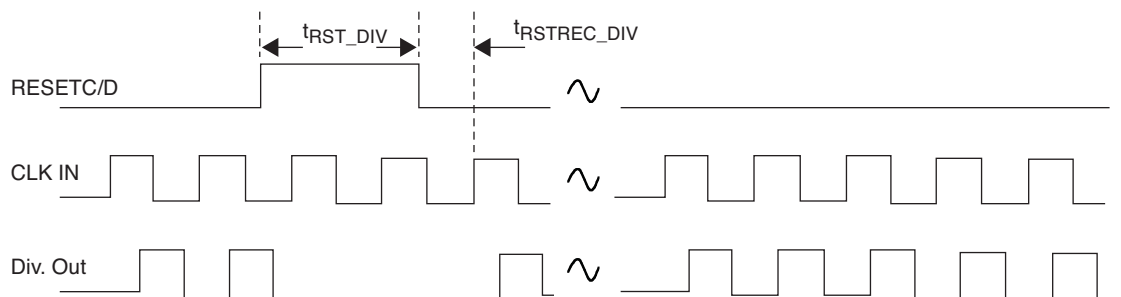 tRST_DIV
tRSTREC_DIV
RESETC/D
CLK IN
Div. Out